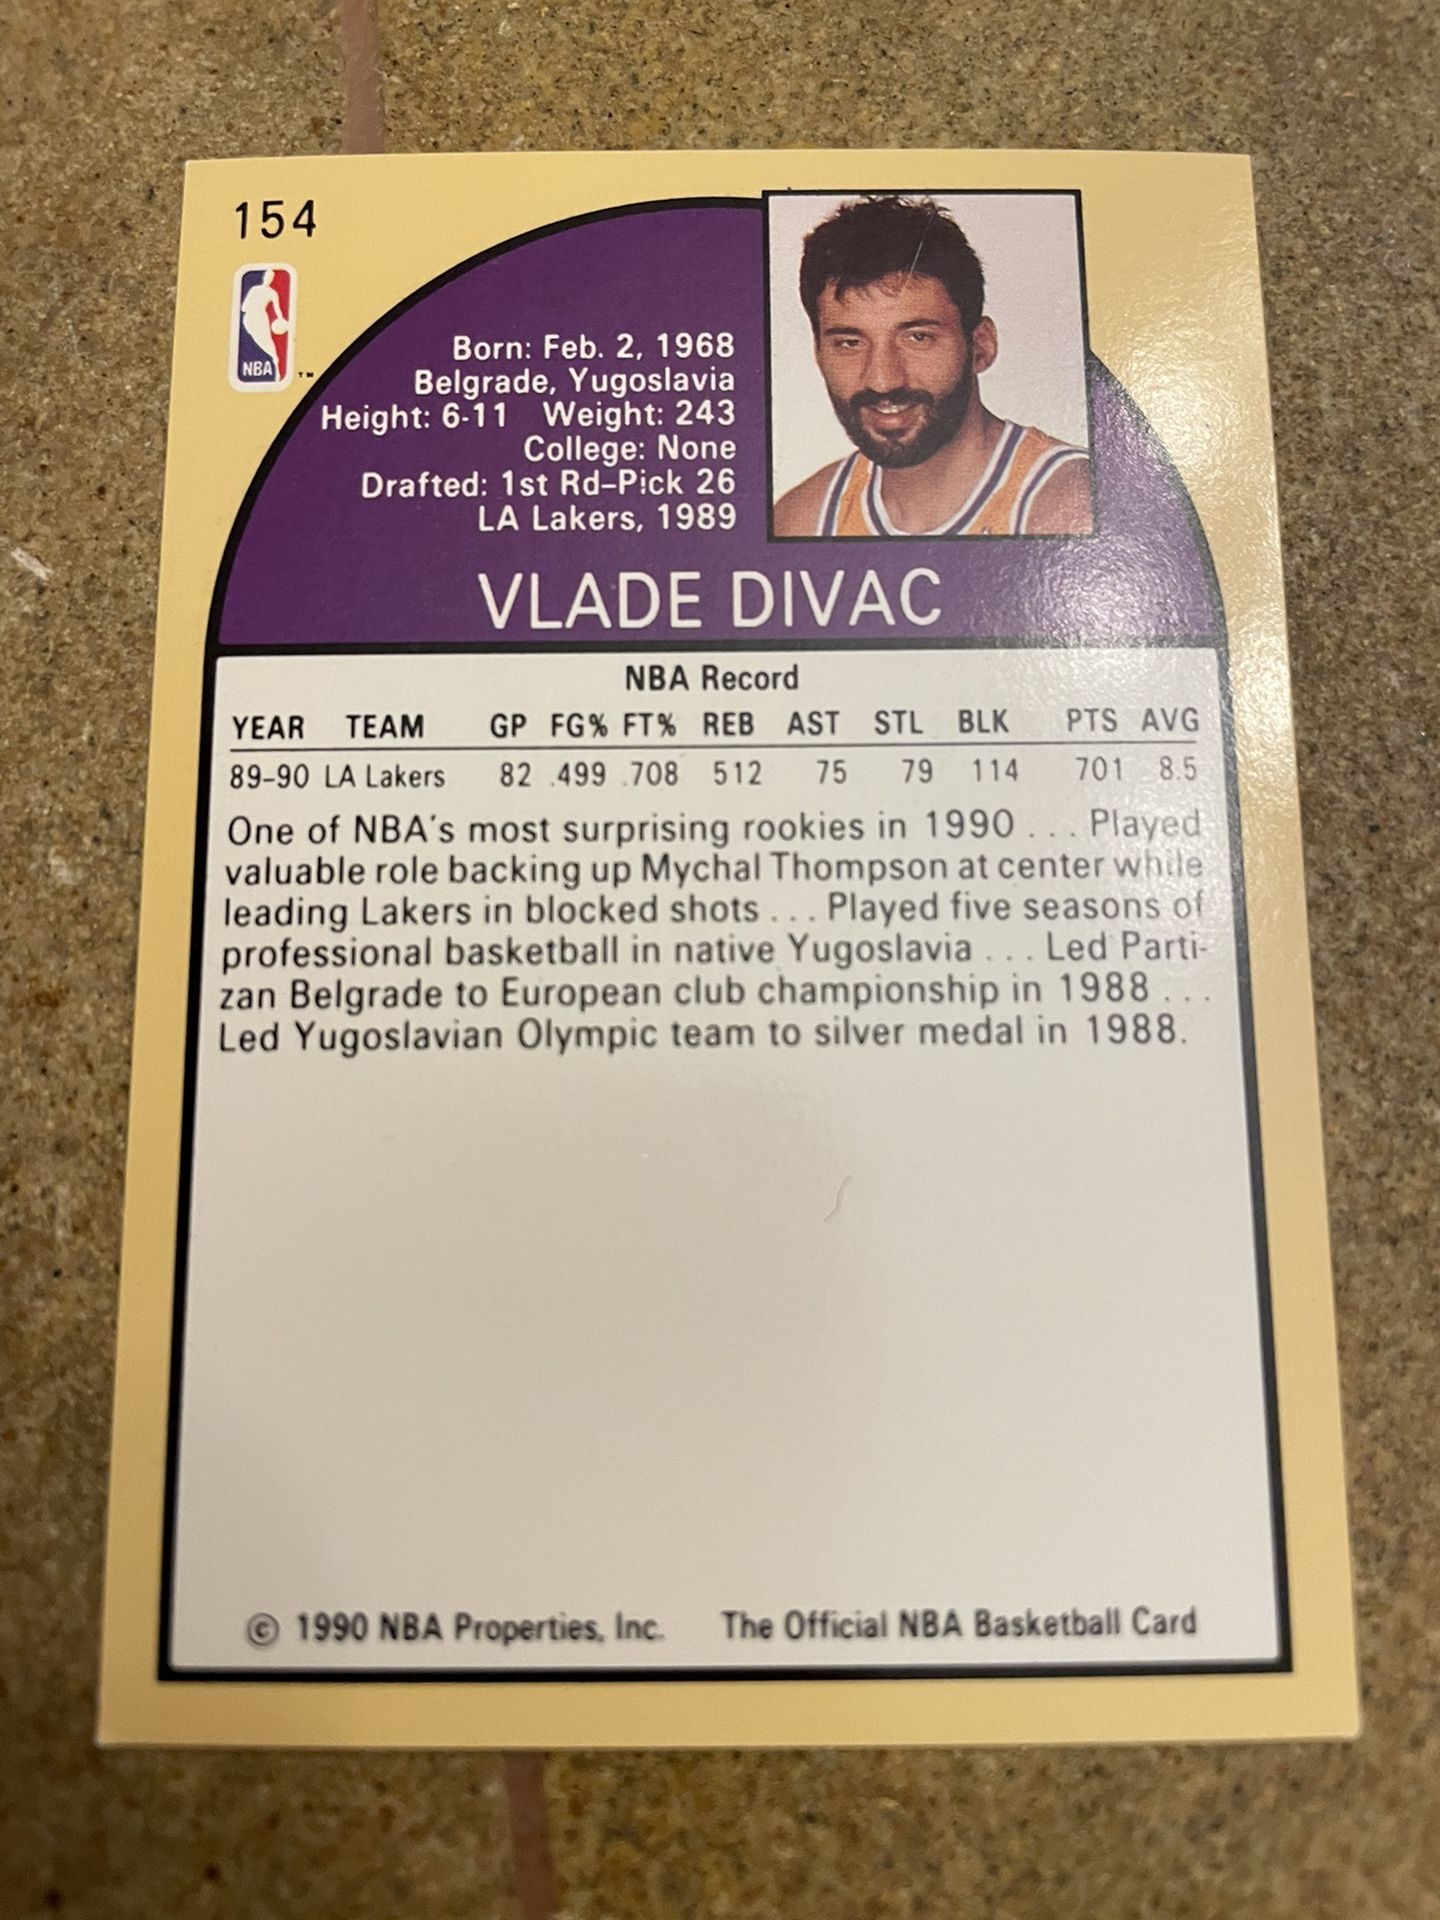 154
NBA
TM
Born: Feb. 2, 1968
Belgrade, Yugoslavia
Height: 6-11 Weight: 243
College: None
Drafted: 1st Rd–Pick 26
LA Lakers, 1989
VLADE DIVAC
NBA Record
YEAR TEAM GP FG% FT% REB AST STL BLK PTS AVG
89–90 LA Lakers 82 .499 .708 512 75 79 114 701 8.5
One of NBA's most surprising rookies in 1990 . . . Played
valuable role backing up Mychal Thompson at center while
leading Lakers in blocked shots . . . Played five seasons of
professional basketball in native Yugoslavia . . . Led Parti-
zan Belgrade to European club championship in 1988 . . .
Led Yugoslavian Olympic team to silver medal in 1988.
© 1990 NBA Properties, Inc. The Official NBA Basketball Card